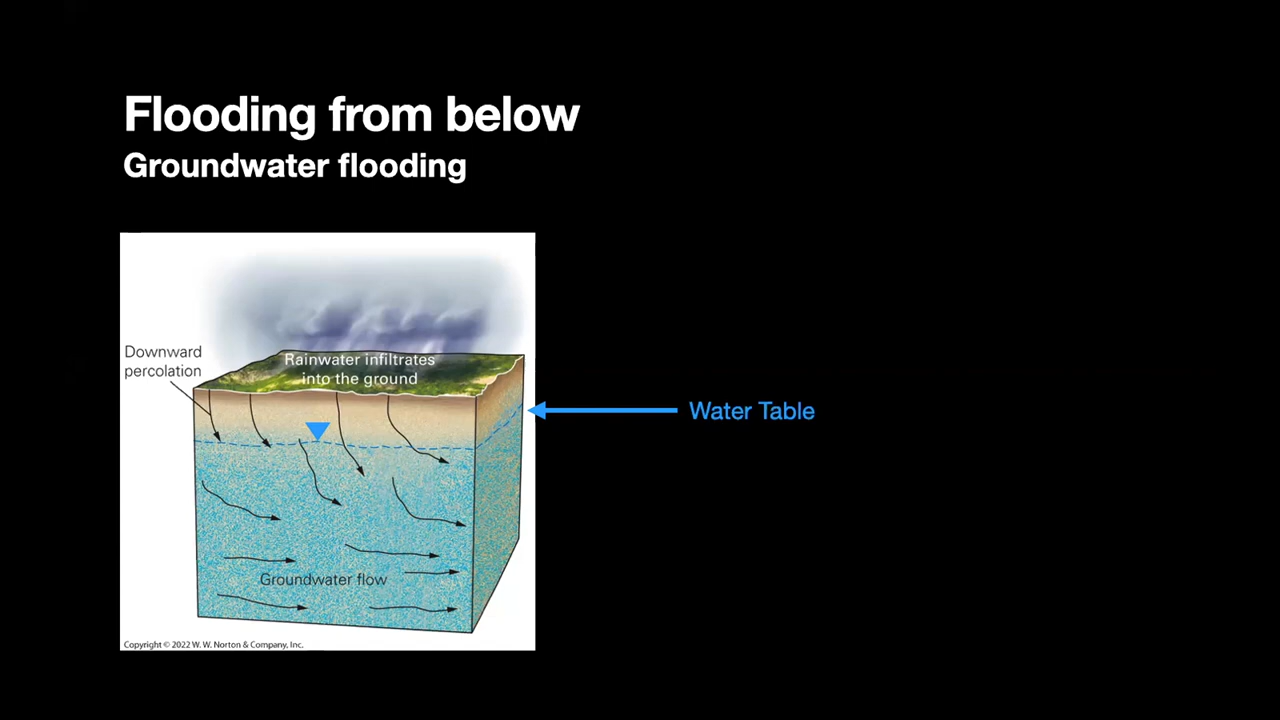 Flooding from below
Groundwater flooding
Downward
percolation
Rainwater infiltrates
into the ground
Water Table
Groundwater flow
Copyright © 2022 W. W. Norton & Company, Inc.